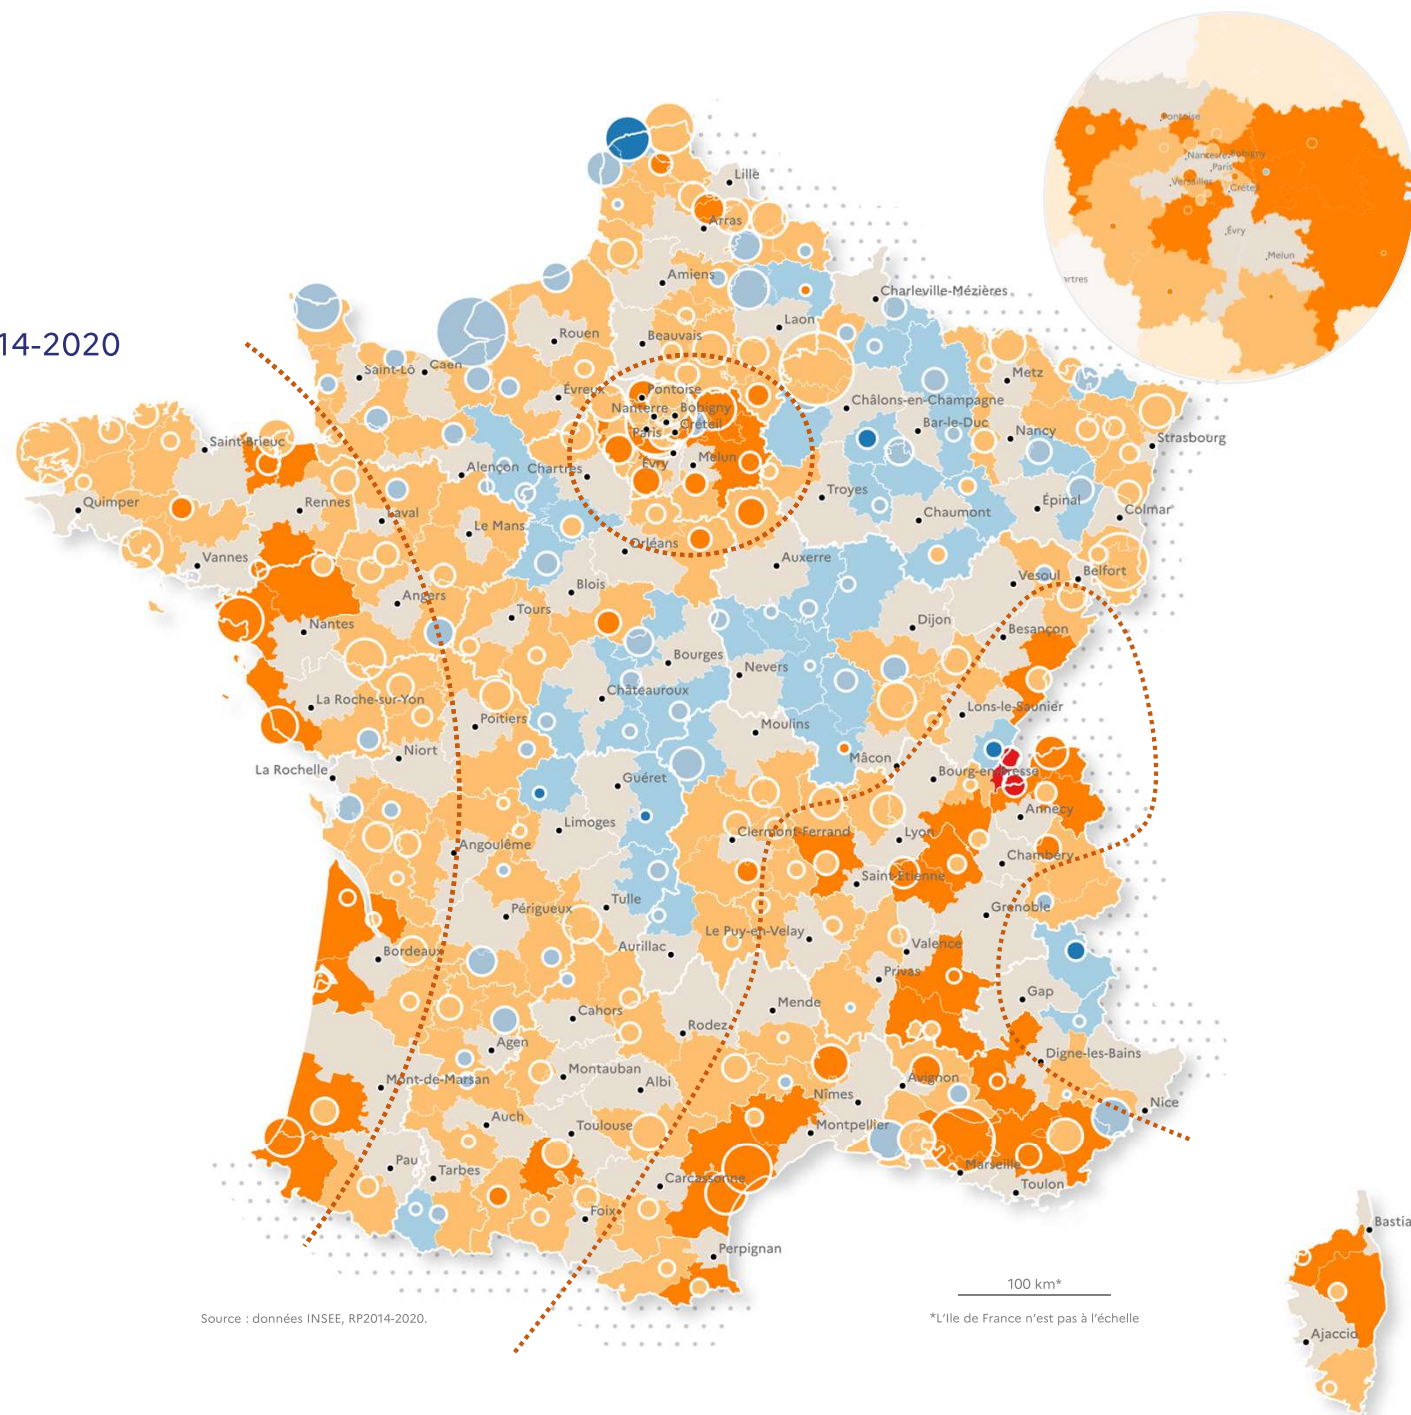 14-2020
Pontoise
Nanterre
Bobigny
Paris
Versailles
Créteil
Évry
Melun
rtres
Lille
Arras
Amiens
Charleville-Mézières
Laon
Rouen
Beauvais
Saint-Lô
Caen
Évreux
Pontoise
Metz
Nanterre
Bobigny
Châlons-en-Champagne
Créteil
Paris
Bar-le-Duc
Nancy
Strasbourg
Saint-Brieuc
Alençon
Chartres
Évry
Melun
Quimper
Rennes
Laval
Troyes
Épinal
Le Mans
Chaumont
Colmar
Orléans
Vannes
Auxerre
Blois
Vesoul
Belfort
Angers
Tours
Nantes
Dijon
Besançon
Bourges
Nevers
La Roche-sur-Yon
Châteauroux
Lons-le-Saunier
Poitiers
Moulins
Niort
Mâcon
La Rochelle
Guéret
Bourg-en-Bresse
Annecy
Limoges
Clermont-Ferrand
Lyon
Angoulême
Chambéry
Saint-Etienne
Tulle
Périgueux
Grenoble
Le Puy-en-Velay
Aurillac
Valence
Bordeaux
Privas
Gap
Mende
Cahors
Rodez
Agen
Digne-les-Bains
Montauban
Mont-de-Marsan
Albi
Avignon
Nîmes
Nice
Auch
Toulouse
Montpellier
Pau
Tarbes
Marseille
Carcassonne
Toulon
Foix
Bastia
Perpignan
100 km*
Source : données INSEE, RP2014-2020.
*L'Ile de France n'est pas à l'échelle
Ajaccio